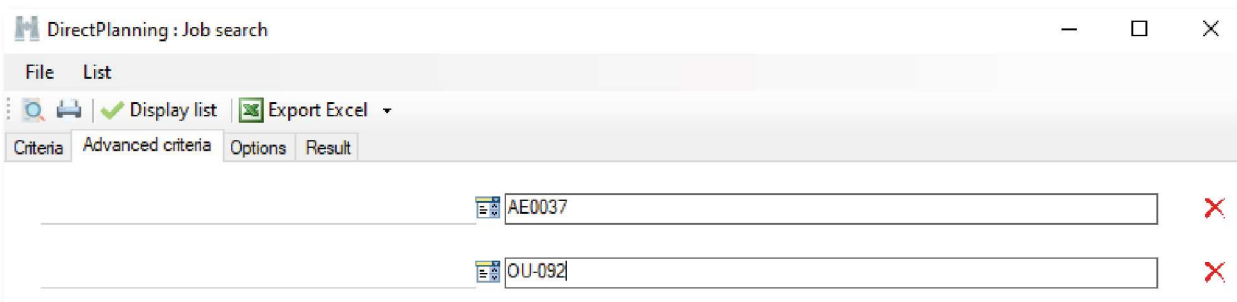 DirectPlanning : Job search
File List
Display list Export Excel
Criteria Advanced criteria Options Result
AE0037
OU-092